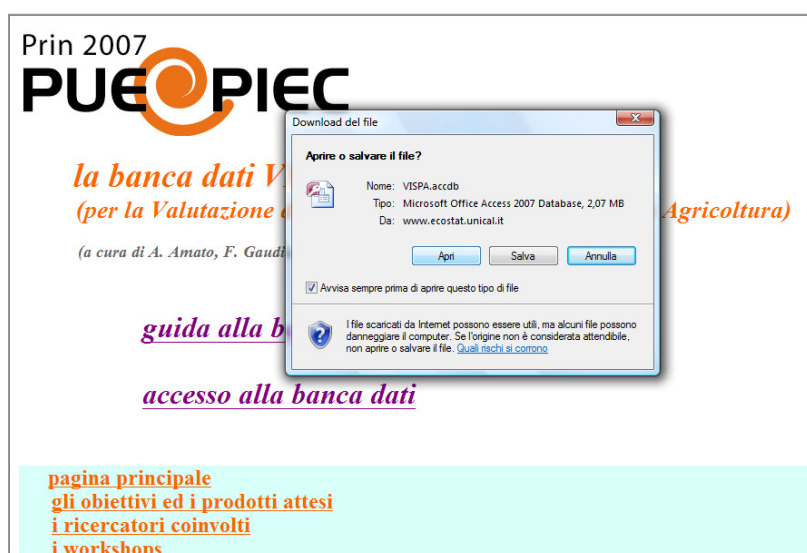 Prin 2007
PUE PIEC
Download del file
Aprire o salvare il file?
Nome: VISPA.accdb
Tipo: Microsoft Office Access 2007 Database, 2,07 MB
Da: www.ecostat.unical.it
Apri Salva Annulla
Avvisa sempre prima di aprire questo tipo di file
I file scaricati da Internet possono essere utili, ma alcuni file possono
danneggiare il computer. Se l'origine non è considerata attendibile,
non aprire o salvare il file. Quali rischi si corrono
la banca dati
(per la Valutazione Agricoltura)
(a cura di A. Amato, F. Gaudi
guida alla b
accesso alla banca dati
pagina principale
gli obiettivi ed i prodotti attesi
i ricercatori coinvolti
i workshops